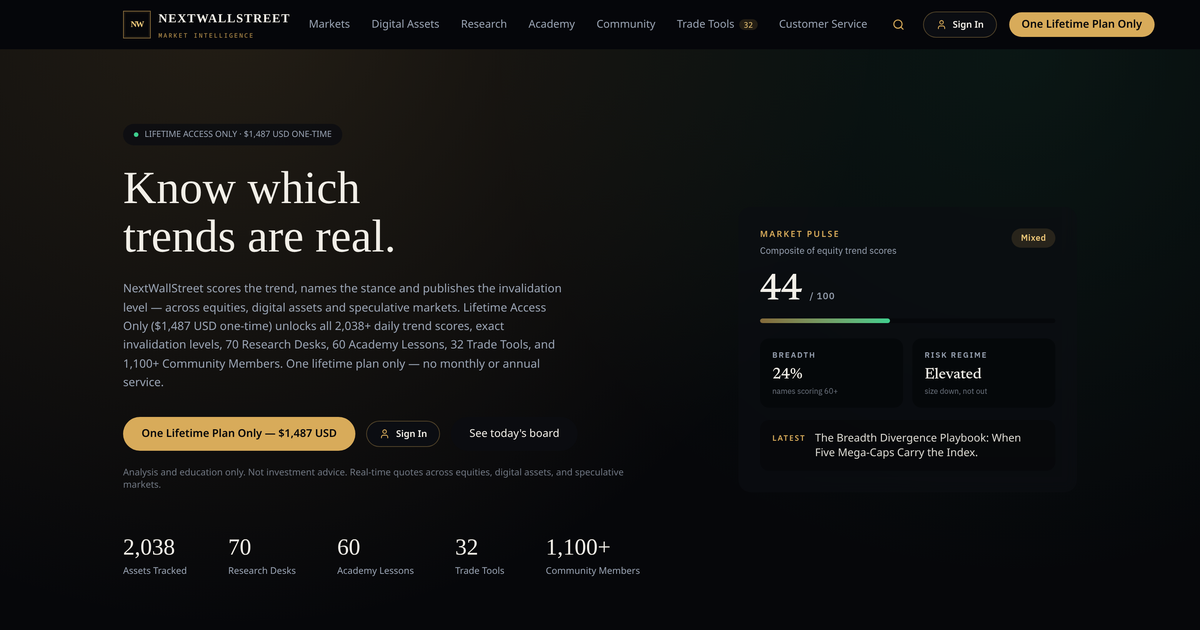 NW
NEXTWALLSTREET
MARKET INTELLIGENCE
Markets
Digital Assets
Research
Academy
Community
Trade Tools 32
Customer Service
Sign In
One Lifetime Plan Only
LIFETIME ACCESS ONLY · $1,487 USD ONE-TIME
Know which
trends are real.
NextWallStreet scores the trend, names the stance and publishes the invalidation
level — across equities, digital assets and speculative markets. Lifetime Access
Only ($1,487 USD one-time) unlocks all 2,038+ daily trend scores, exact
invalidation levels, 70 Research Desks, 60 Academy Lessons, 32 Trade Tools, and
1,100+ Community Members. One lifetime plan only — no monthly or annual
service.
One Lifetime Plan Only — $1,487 USD
Sign In
See today's board
Analysis and education only. Not investment advice. Real-time quotes across equities, digital assets, and speculative
markets.
2,038
Assets Tracked
70
Research Desks
60
Academy Lessons
32
Trade Tools
1,100+
Community Members
MARKET PULSE
Composite of equity trend scores
Mixed
44 / 100
BREADTH
24%
names scoring 60+
RISK REGIME
Elevated
size down, not out
LATEST
The Breadth Divergence Playbook: When
Five Mega-Caps Carry the Index.